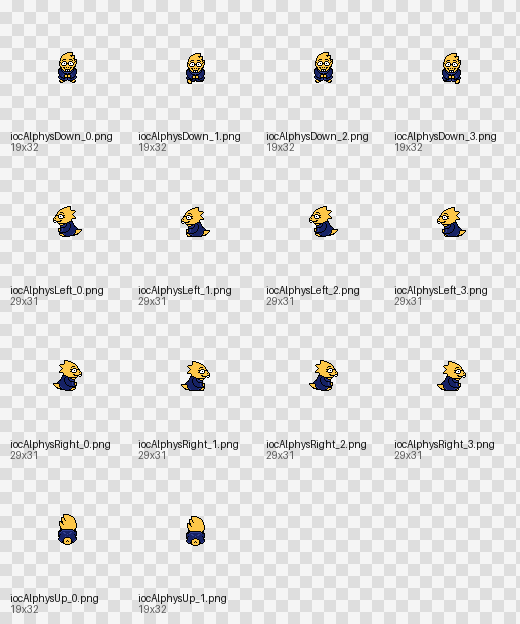 iocAlphysDown_0.png
19x32
iocAlphysDown_1.png
19x32
iocAlphysDown_2.png
19x32
iocAlphysDown_3.png
19x32
iocAlphysLeft_0.png
29x31
iocAlphysLeft_1.png
29x31
iocAlphysLeft_2.png
29x31
iocAlphysLeft_3.png
29x31
iocAlphysRight_0.png
29x31
iocAlphysRight_1.png
29x31
iocAlphysRight_2.png
29x31
iocAlphysRight_3.png
29x31
iocAlphysUp_0.png
19x32
iocAlphysUp_1.png
19x32